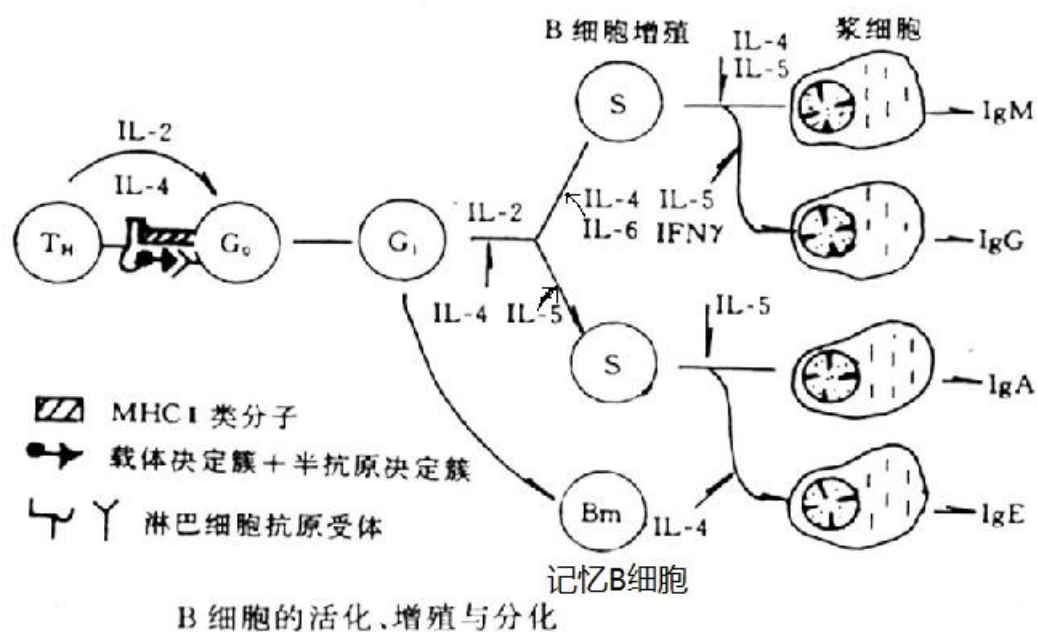 B 细胞增殖
浆细胞
IL-4
IL-5
S
IgM
IL-2
IL-4
IL-4
IL-6
IL-5
IFNγ
TH
G₀
G₁
IL-2
IgG
IL-4
IL-5
IL-5
S
IgA
MHC I 类分子
载体决定簇+半抗原决定簇
淋巴细胞抗原受体
Bm
IL-4
IgE
记忆B细胞
B 细胞的活化、增殖与分化